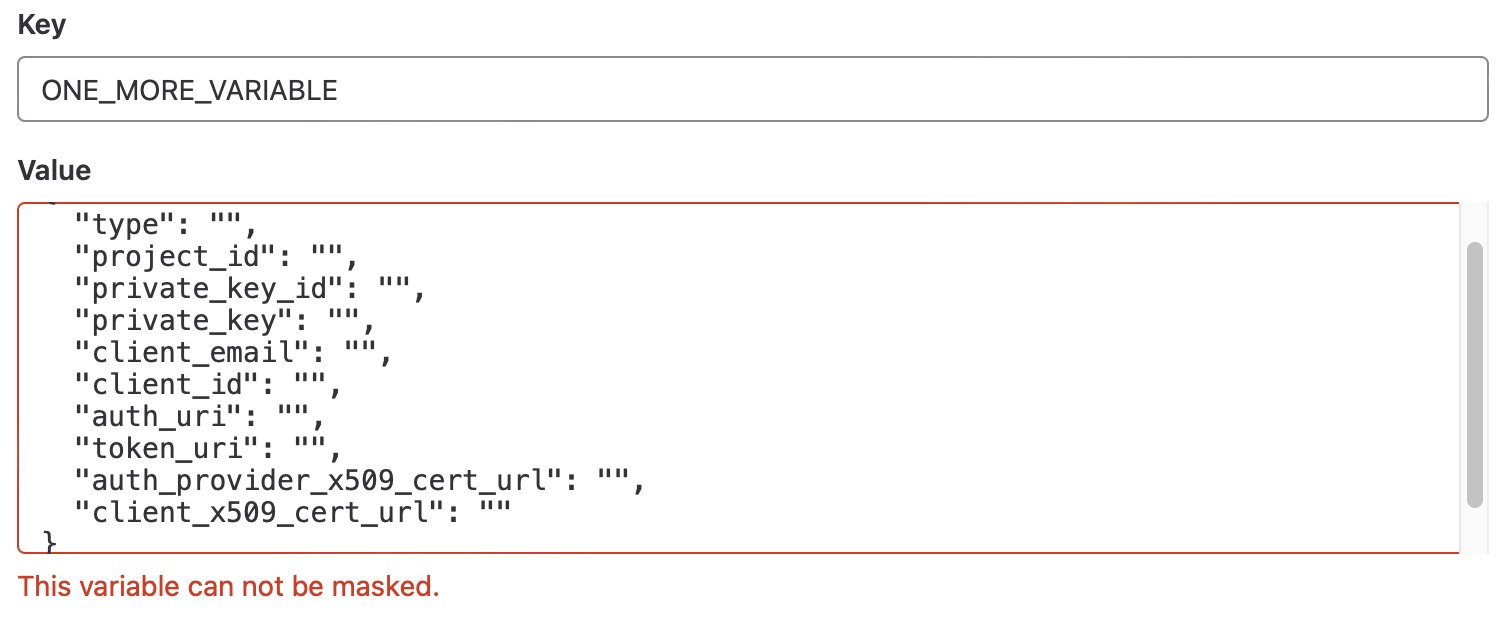 Key
ONE_MORE_VARIABLE
Value
"type": "",
"project_id": "",
"private_key_id": "",
"private_key": "",
"client_email": "",
"client_id": "",
"auth_uri": "",
"token_uri": "",
"auth_provider_x509_cert_url": "",
"client_x509_cert_url": ""
}
This variable can not be masked.